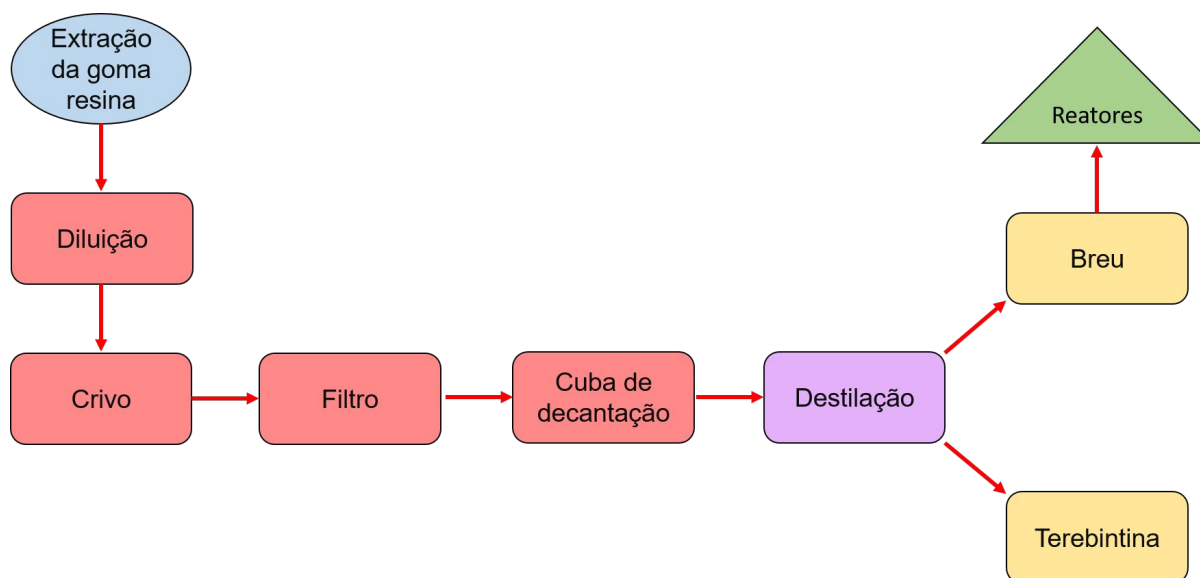 Extração
da goma
resina
Diluição
Crivo
Filtro
Cuba de
decantação
Destilação
Breu
Reatores
Terebintina